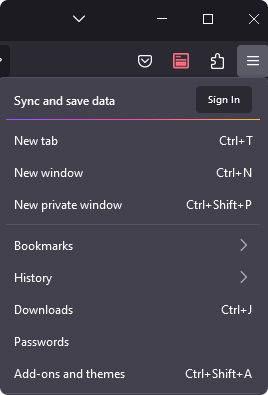 Sync and save data Sign In
New tab Ctrl+T
New window Ctrl+N
New private window Ctrl+Shift+P
Bookmarks
History
Downloads Ctrl+J
Passwords
Add-ons and themes Ctrl+Shift+A